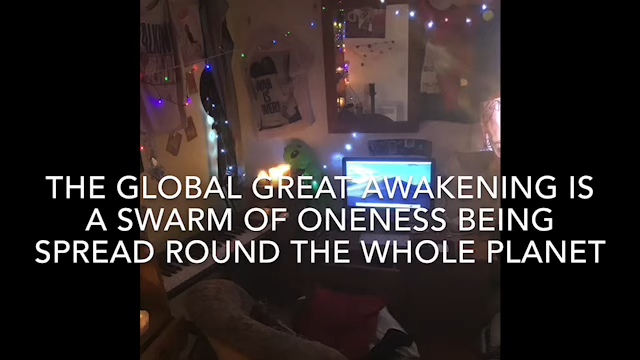 THE GLOBAL GREAT AWAKENING IS
A SWARM OF ONENESS BEING
SPREAD ROUND THE WHOLE PLANET